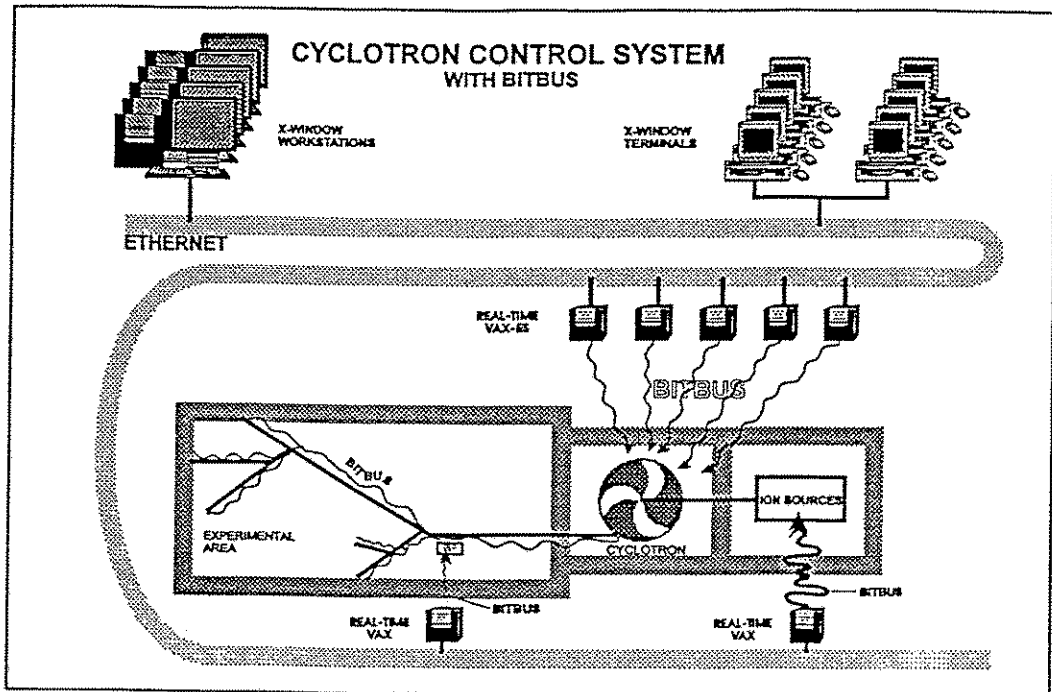 CYCLOTRON CONTROL SYSTEM
WITH BITBUS
X-WINDOW
WORKSTATIONS
X-WINDOW
TERMINALS
ETHERNET
REAL-TIME
VAX-ES
BITBUS
BITBUS
ION SOURCES
EXPERIMENTAL
AREA
CYCLOTRON
BITBUS
BITBUS
REAL-TIME
VAX
REAL-TIME
VAX